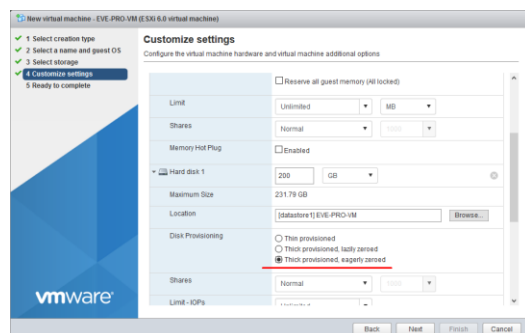 New virtual machine - EVE-PRO-VM (ESXi 6.0 virtual machine)
1 Select creation type
2 Select a name and guest OS
3 Select storage
4 Customize settings
5 Ready to complete
Customize settings
Configure the virtual machine hardware and virtual machine additional options
Reserve all guest memory (All locked)
Limit Unlimited MB
Shares Normal 1000
Memory Hot Plug Enabled
Hard disk 1 200 GB
Maximum Size 231.79 GB
Location [datastore1] EVE-PRO-VM Browse...
Disk Provisioning
Thin provisioned
Thick provisioned, lazily zeroed
Thick provisioned, eagerly zeroed
Shares Normal 1000
Limit - IOPs Unlimited
vmware
Back Next Finish Cancel